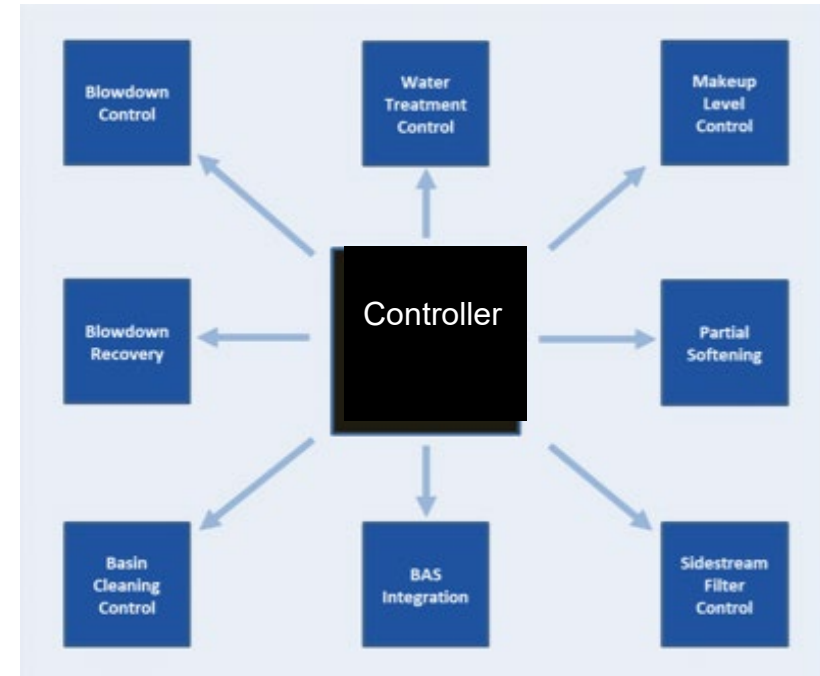 Blowdown
Control
Water
Treatment
Control
Makeup
Level
Control
Blowdown
Recovery
Controller
Partial
Softening
Basin
Cleaning
Control
BAS
Integration
Sidestream
Filter
Control